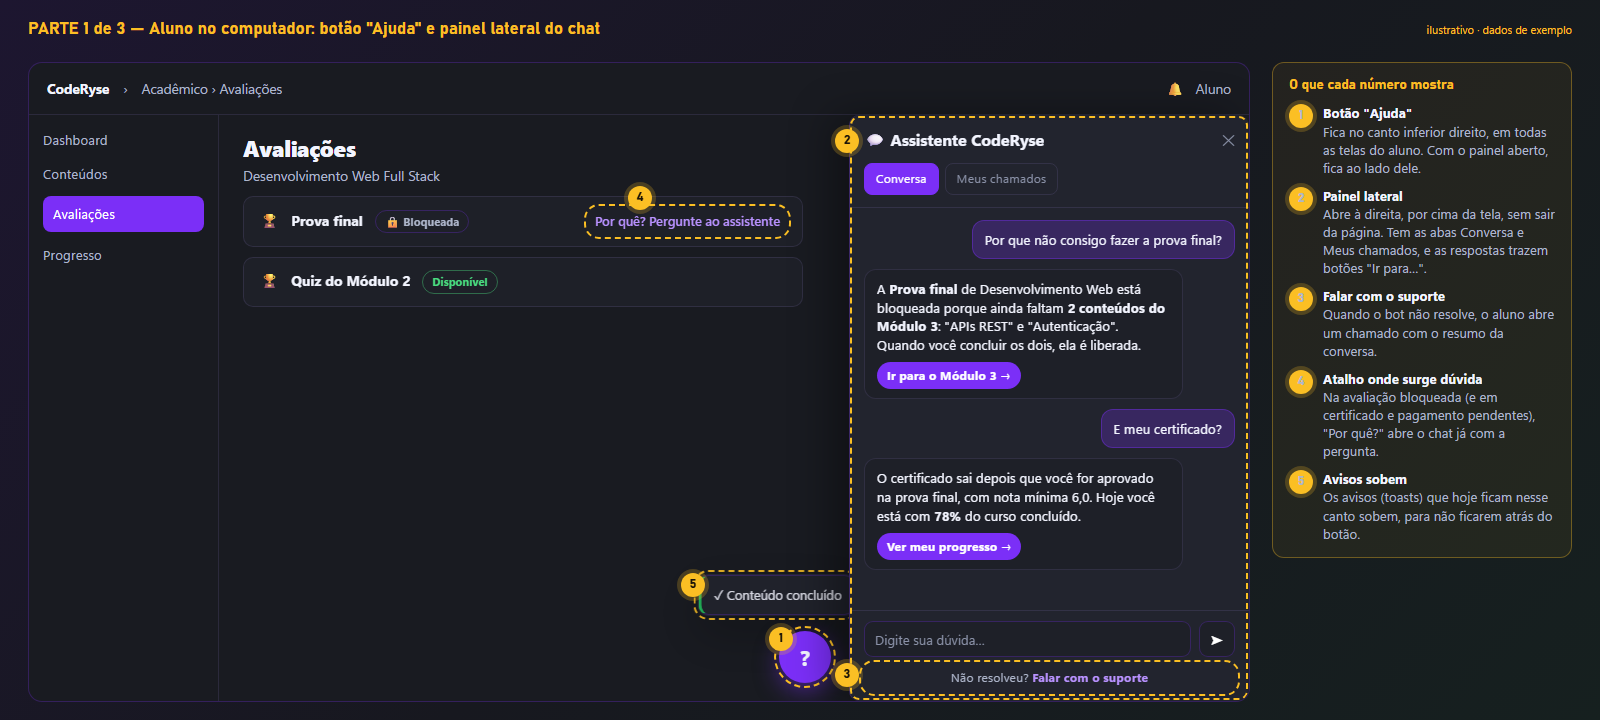 PARTE 1 de 3 — Aluno no computador: botão "Ajuda" e painel lateral do chat
ilustrativo · dados de exemplo
CodeRyse › Acadêmico › Avaliações
Aluno
Dashboard
Conteúdos
Avaliações
Progresso
Avaliações
Desenvolvimento Web Full Stack
4
Prova final
Bloqueada
Por quê? Pergunte ao assistente
Quiz do Módulo 2
Disponível
5
✓ Conteúdo concluído
1
?
2
Assistente CodeRyse
Conversa
Meus chamados
Por que não consigo fazer a prova final?
A Prova final de Desenvolvimento Web está
bloqueada porque ainda faltam 2 conteúdos do
Módulo 3: "APIs REST" e "Autenticação".
Quando você concluir os dois, ela é liberada.
Ir para o Módulo 3 →
E meu certificado?
O certificado sai depois que você for aprovado
na prova final, com nota mínima 6,0. Hoje você
está com 78% do curso concluído.
Ver meu progresso →
Digite sua dúvida...
3
Não resolveu? Falar com o suporte
O que cada número mostra
1
Botão "Ajuda"
Fica no canto inferior direito, em todas
as telas do aluno. Com o painel aberto,
fica ao lado dele.
2
Painel lateral
Abre à direita, por cima da tela, sem sair
da página. Tem as abas Conversa e
Meus chamados, e as respostas trazem
botões "Ir para...".
3
Falar com o suporte
Quando o bot não resolve, o aluno abre
um chamado com o resumo da
conversa.
4
Atalho onde surge dúvida
Na avaliação bloqueada (e em
certificado e pagamento pendentes),
"Por quê?" abre o chat já com a
pergunta.
5
Avisos sobem
Os avisos (toasts) que hoje ficam nesse
canto sobem, para não ficarem atrás do
botão.